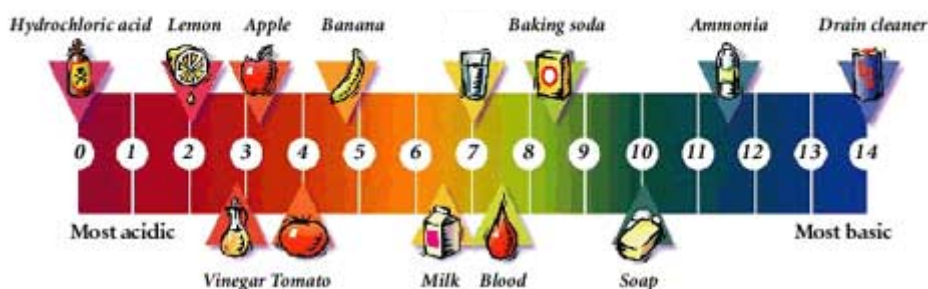 Hydrochloric acid Lemon Apple Banana Baking soda Ammonia Drain cleaner
0 1 2 3 4 5 6 7 8 9 10 11 12 13 14
Most acidic Most basic
Vinegar Tomato Milk Blood Soap